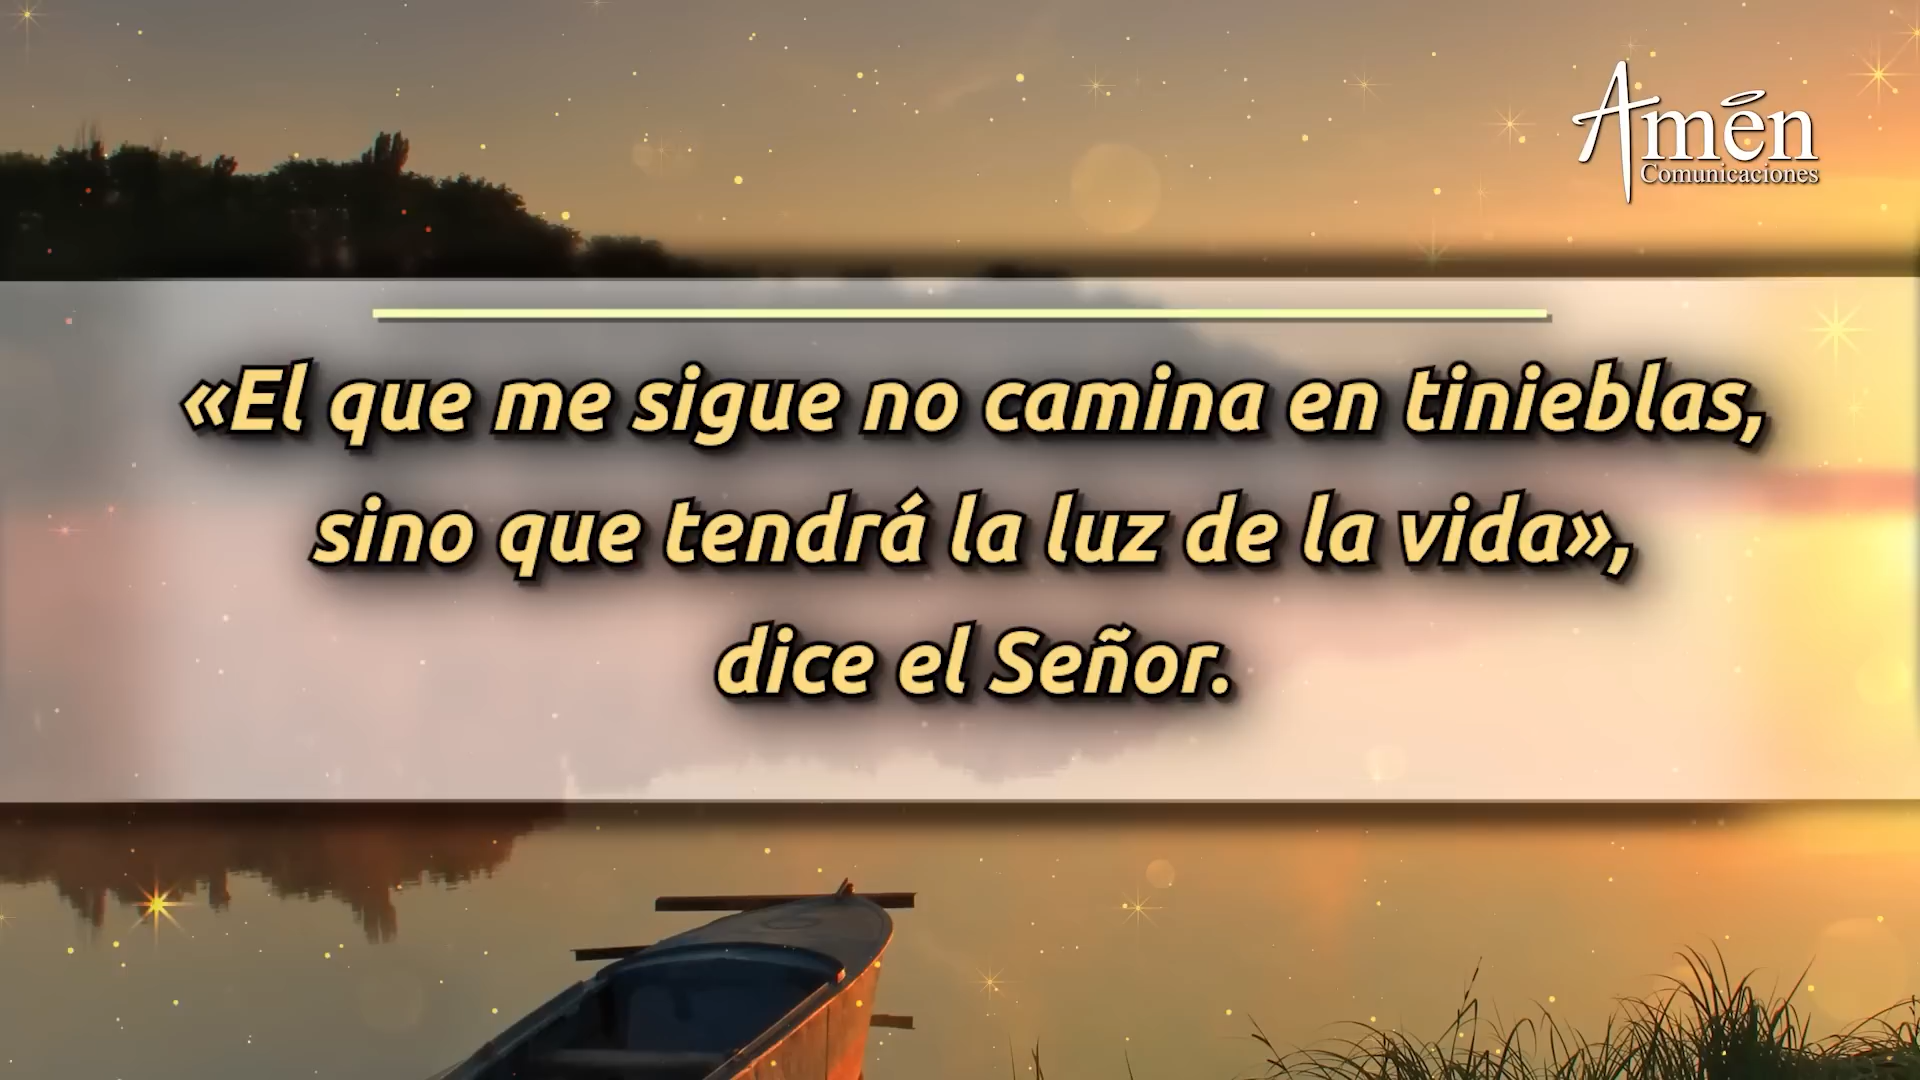 Amén
Comunicaciones
«El que me sigue no camina en tinieblas,
sino que tendrá la luz de la vida»,
dice el Señor.